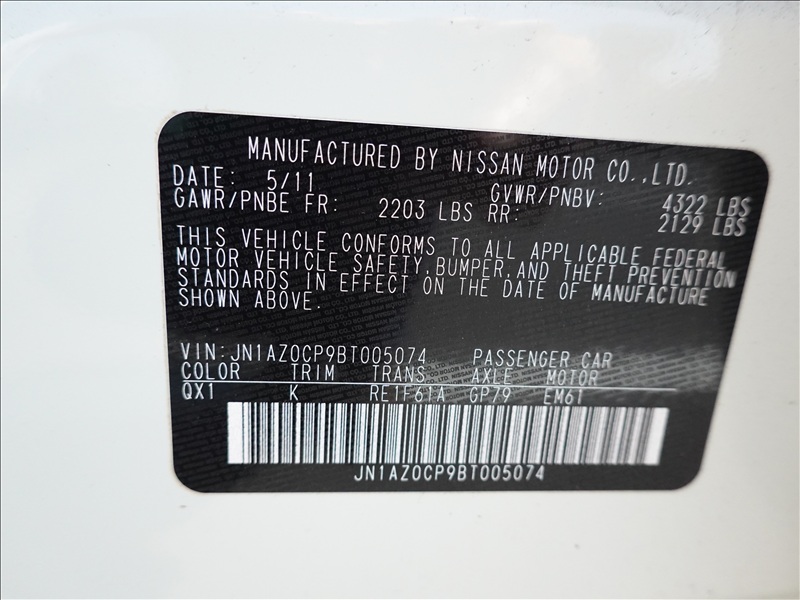 MANUFACTURED BY NISSAN MOTOR CO.,LTD.
DATE: 5/11 GVWR/PNBV: 4322 LBS
GAWR/PNBE FR: 2203 LBS RR: 2129 LBS
THIS VEHICLE CONFORMS TO ALL APPLICABLE FEDERAL
MOTOR VEHICLE SAFETY,BUMPER,AND THEFT PREVENTION
STANDARDS IN EFFECT ON THE DATE OF MANUFACTURE
SHOWN ABOVE.
VIN:JN1AZ0CP9BT005074 PASSENGER CAR
COLOR TRIM TRANS AXLE MOTOR
QX1 K RE1F61A GP79 EM61
JN1AZ0CP9BT005074